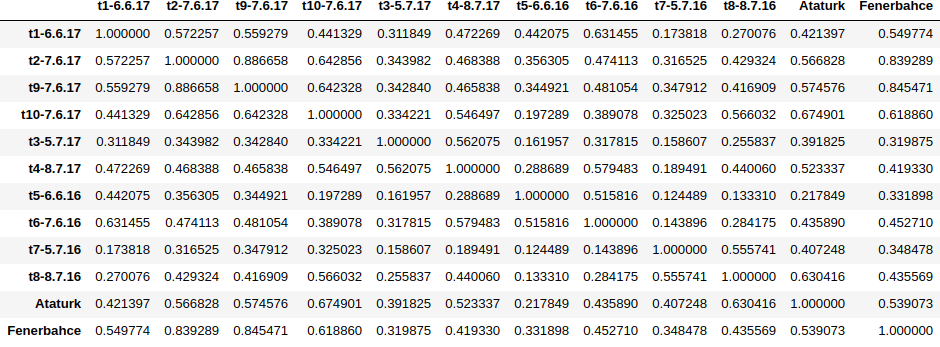 t1-6.6.17 t2-7.6.17 t9-7.6.17 t10-7.6.17 t3-5.7.17 t4-8.7.17 t5-6.6.16 t6-7.6.16 t7-5.7.16 t8-8.7.16 Ataturk Fenerbahce
t1-6.6.17 1.000000 0.572257 0.559279 0.441329 0.311849 0.472269 0.442075 0.631455 0.173818 0.270076 0.421397 0.549774
t2-7.6.17 0.572257 1.000000 0.886658 0.642856 0.343982 0.468388 0.356305 0.474113 0.316525 0.429324 0.566828 0.839289
t9-7.6.17 0.559279 0.886658 1.000000 0.642328 0.342840 0.465838 0.344921 0.481054 0.347912 0.416909 0.574576 0.845471
t10-7.6.17 0.441329 0.642856 0.642328 1.000000 0.334221 0.546497 0.197289 0.389078 0.325023 0.566032 0.674901 0.618860
t3-5.7.17 0.311849 0.343982 0.342840 0.334221 1.000000 0.562075 0.161957 0.317815 0.158607 0.255837 0.391825 0.319875
t4-8.7.17 0.472269 0.468388 0.465838 0.546497 0.562075 1.000000 0.288689 0.579483 0.189491 0.440060 0.523337 0.419330
t5-6.6.16 0.442075 0.356305 0.344921 0.197289 0.161957 0.288689 1.000000 0.515816 0.124489 0.133310 0.217849 0.331898
t6-7.6.16 0.631455 0.474113 0.481054 0.389078 0.317815 0.579483 0.515816 1.000000 0.143896 0.284175 0.435890 0.452710
t7-5.7.16 0.173818 0.316525 0.347912 0.325023 0.158607 0.189491 0.124489 0.143896 1.000000 0.555741 0.407248 0.348478
t8-8.7.16 0.270076 0.429324 0.416909 0.566032 0.255837 0.440060 0.133310 0.284175 0.555741 1.000000 0.630416 0.435569
Ataturk 0.421397 0.566828 0.574576 0.674901 0.391825 0.523337 0.217849 0.435890 0.407248 0.630416 1.000000 0.539073
Fenerbahce 0.549774 0.839289 0.845471 0.618860 0.319875 0.419330 0.331898 0.452710 0.348478 0.435569 0.539073 1.000000